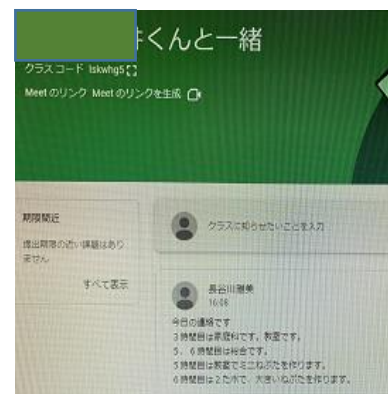 くんと一緒
クラスコード lskwhg5
Meet のリンク Meet のリンクを生成
期限間近
提出期限の近い課題はあり
ません
すべて表示
クラスに知らせたいことを入力
長谷川雅美
16:08
今日の連絡です
3時間目は家庭科です。教室です。
5、6時間目は総合です。
5時間目は教室でミニねぶたを作ります。
6時間目は2たホで、大きいねぶたを作ります。